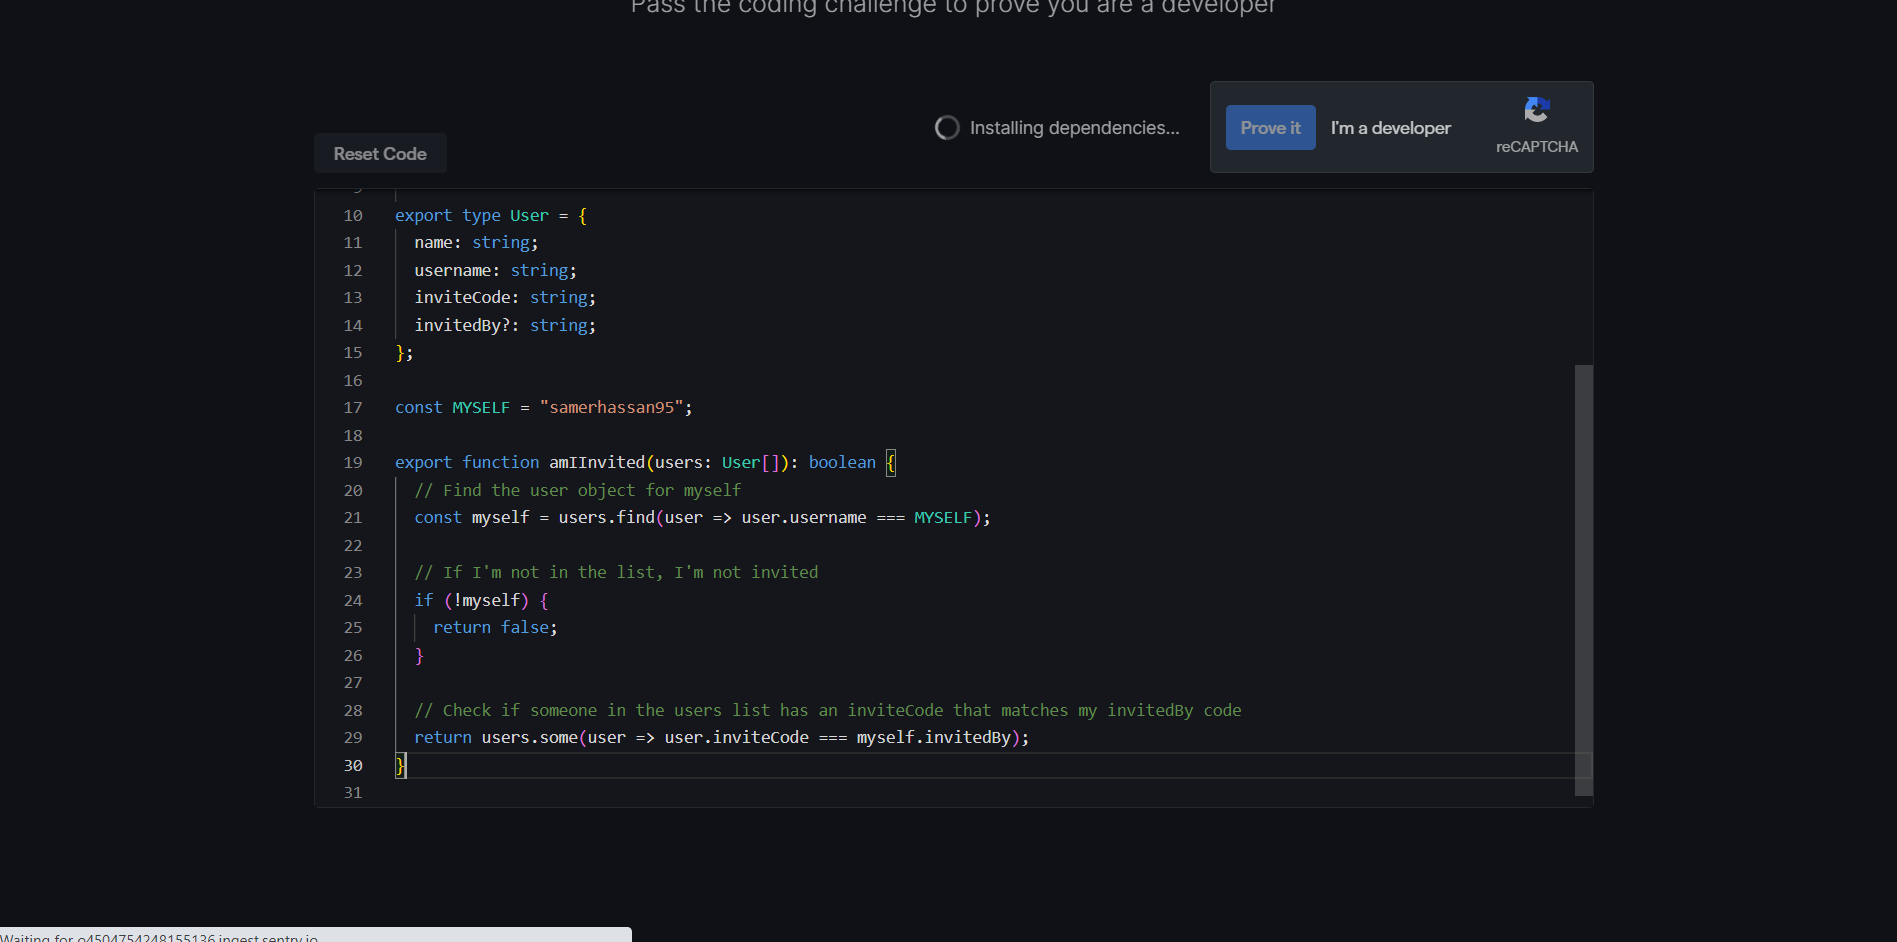 Pass the coding challenge to prove you are a developer
Installing dependencies...
Prove it
I'm a developer
reCAPTCHA
Reset Code
9
10 export type User = {
11 name: string;
12 username: string;
13 inviteCode: string;
14 invitedBy?: string;
15 };
16
17 const MYSELF = "samerhassan95";
18
19 export function amIInvited(users: User[]): boolean {
20 // Find the user object for myself
21 const myself = users.find(user => user.username === MYSELF);
22
23 // If I'm not in the list, I'm not invited
24 if (!myself) {
25 return false;
26 }
27
28 // Check if someone in the users list has an inviteCode that matches my invitedBy code
29 return users.some(user => user.inviteCode === myself.invitedBy);
30 }
31
Waiting for o4504754248155136.ingest.sentry.io